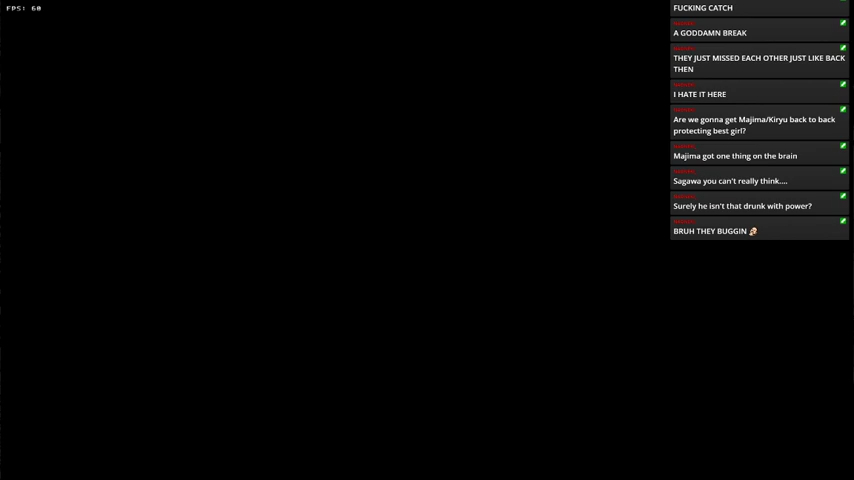 FPS: 60
FUCKING CATCH
A GODDAMN BREAK
THEY JUST MISSED EACH OTHER JUST LIKE BACK
THEN
I HATE IT HERE
Are we gonna get Majima/Kiryu back to back
protecting best girl?
Majima got one thing on the brain
Sagawa you can't really think....
Surely he isn't that drunk with power?
BRUH THEY BUGGIN